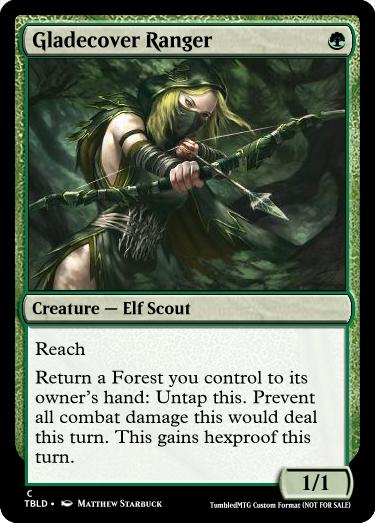 Gladecover Ranger
Creature — Elf Scout
Reach
Return a Forest you control to its
owner's hand: Untap this. Prevent
all combat damage this would deal
this turn. This gains hexproof this
turn.
1/1
C
TBLD • Matthew Starbuck
TumbledMTG Custom Format (NOT FOR SALE)